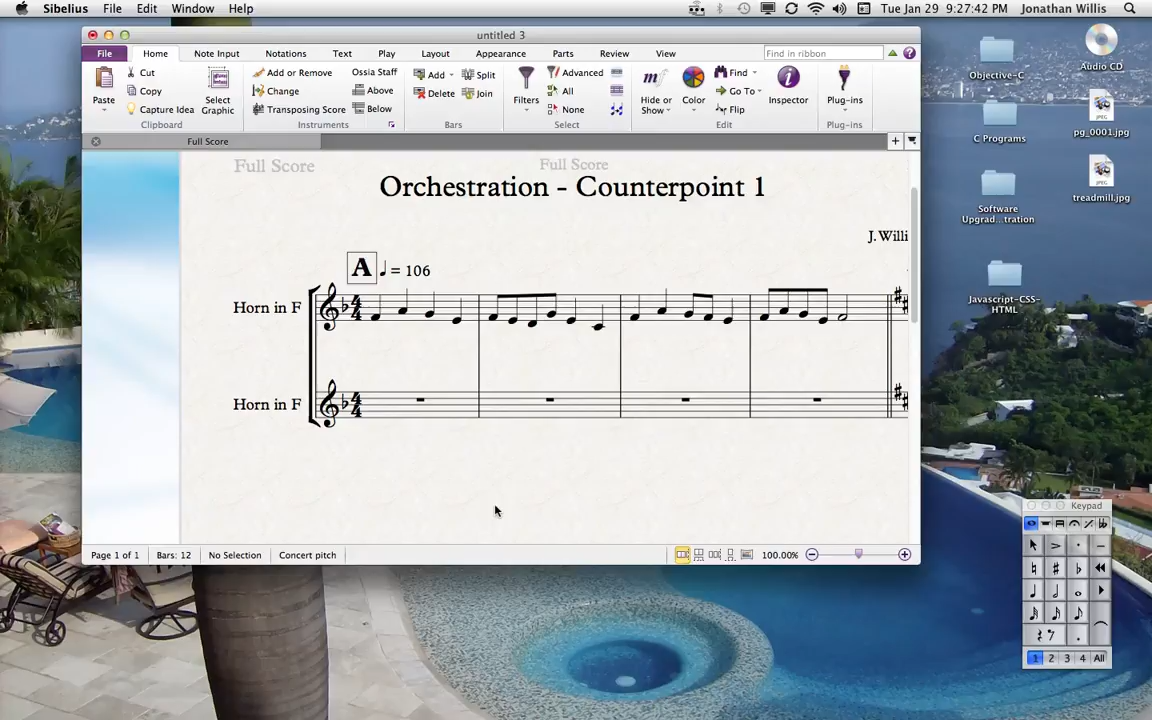 Sibelius File Edit Window Help Tue Jan 29 9:27:42 PM Jonathan Willis
untitled 3
File Home Note Input Notations Text Play Layout Appearance Parts Review View Find in ribbon
Paste Cut Copy Capture Idea Select Graphic Clipboard
Add or Remove Change Transposing Score Ossia Staff Above Below Instruments
Add Delete Split Join Bars
Filters Advanced All None Select
Hide or Show Color Find Go To Flip Inspector Edit
Plug-ins Plug-ins
Full Score
Full Score Full Score
Orchestration - Counterpoint 1
J. Willi
A = 106
Horn in F
Horn in F
Page 1 of 1 Bars: 12 No Selection Concert pitch 100.00%
Objective-C
Audio CD
C Programs
JPEG
pg_0001.jpg
Software Upgrad...tration
JPEG
treadmill.jpg
Javascript-CSS-HTML
Keypad
1 2 3 4 All